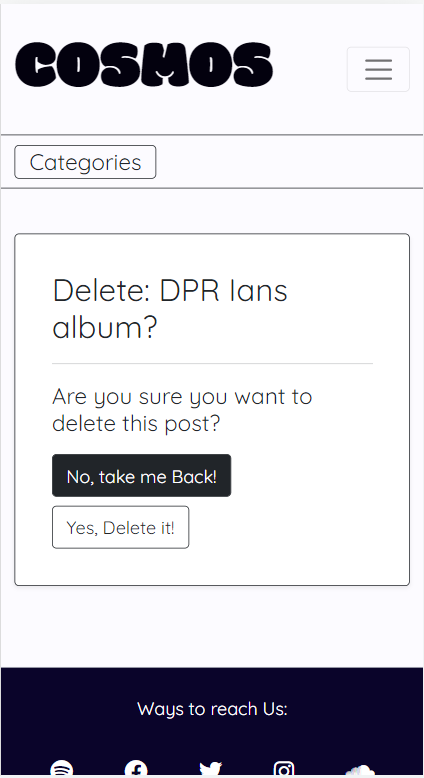 COSMOS
Categories
Delete: DPR Ians
album?
Are you sure you want to
delete this post?
No, take me Back!
Yes, Delete it!
Ways to reach Us: